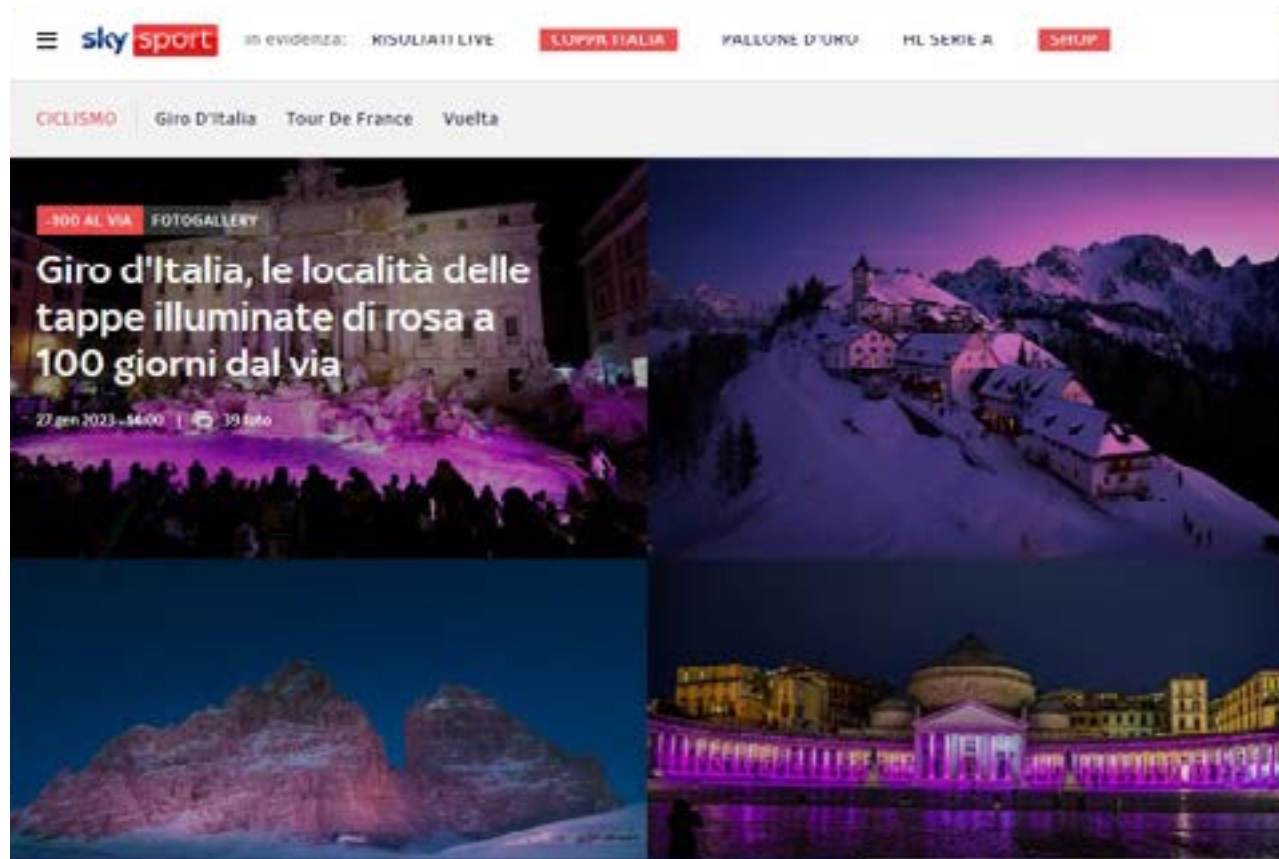 sky sport in evidenza: RISULTATI LIVE COPPA ITALIA PALLONE D'ORO HL SERIE A SHOP
CICLISMO Giro D'Italia Tour De France Vuelta
-100 AL VIA FOTOGALLERY
Giro d'Italia, le località delle
tappe illuminate di rosa a
100 giorni dal via
27 gen 2023 - 14:00 | 39 foto